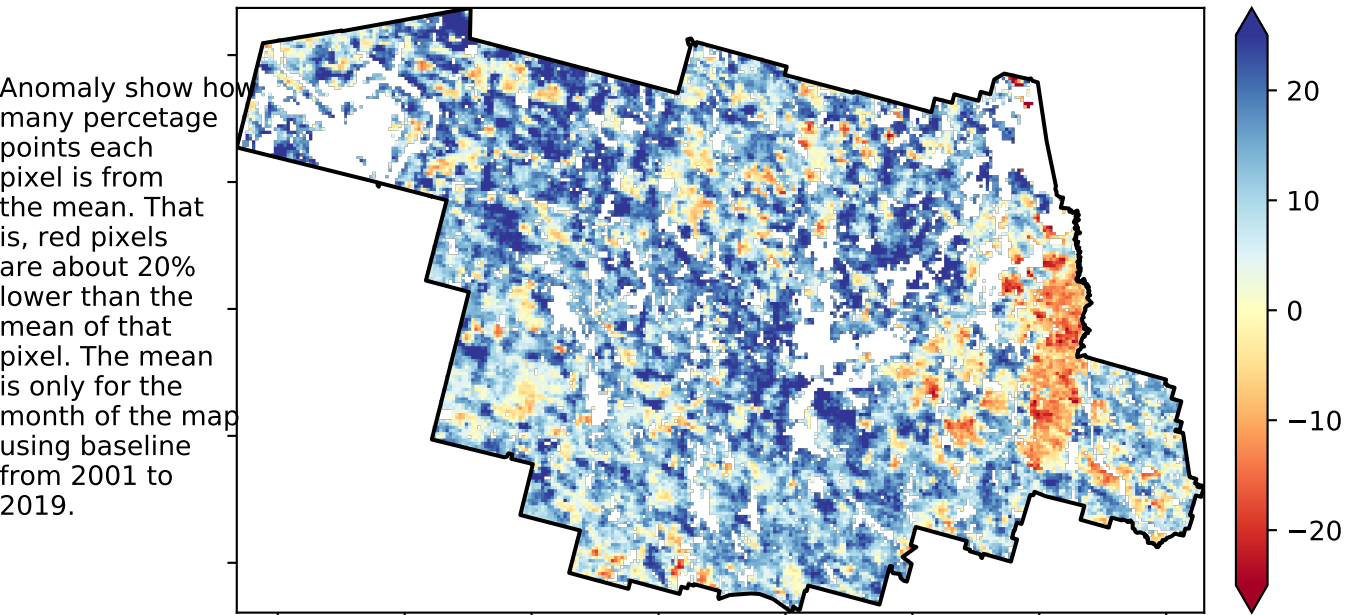 Anomaly show how
many percetage
points each
pixel is from
the mean. That
is, red pixels
are about 20%
lower than the
mean of that
pixel. The mean
is only for the
month of the map
using baseline
from 2001 to
2019.
20
10
0
−10
−20